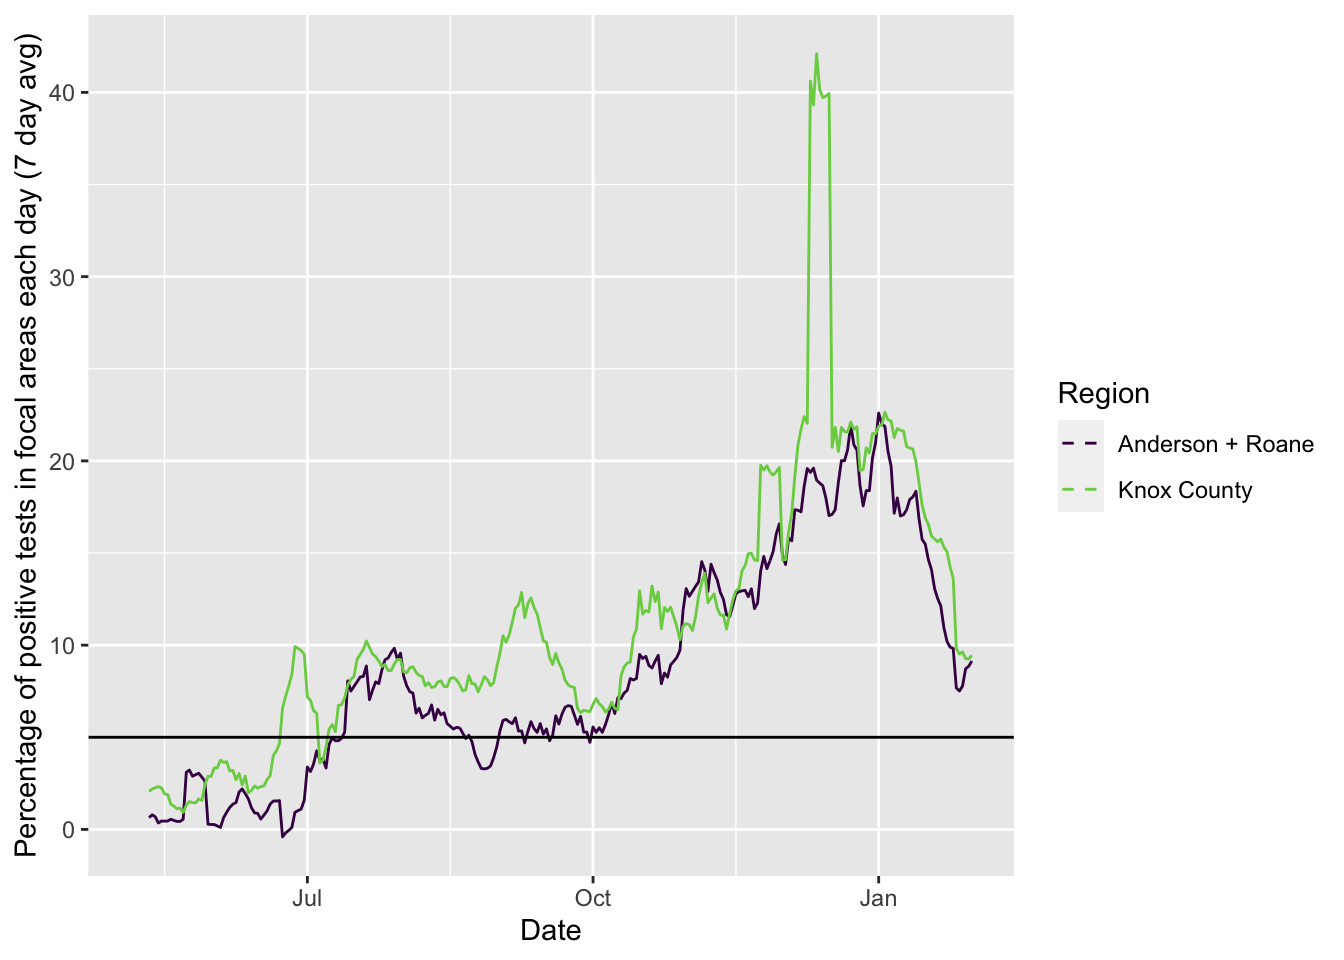 Percentage of positive tests in focal areas each day (7 day avg)
40
30
20
10
0
Jul
Oct
Jan
Date
Region
Anderson + Roane
Knox County